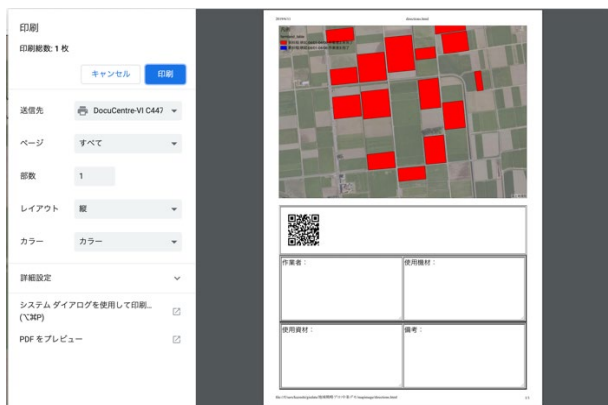 印刷
印刷総数: 1 枚
キャンセル
印刷
送信先
DocuCentre-VI C447
ページ
すべて
部数
1
レイアウト
縦
カラー
カラー
詳細設定
システム ダイアログを使用して印刷...
(⌥⌘P)
PDF をプレビュー
凡例
作業者：
使用機材：
使用資材：
備考：